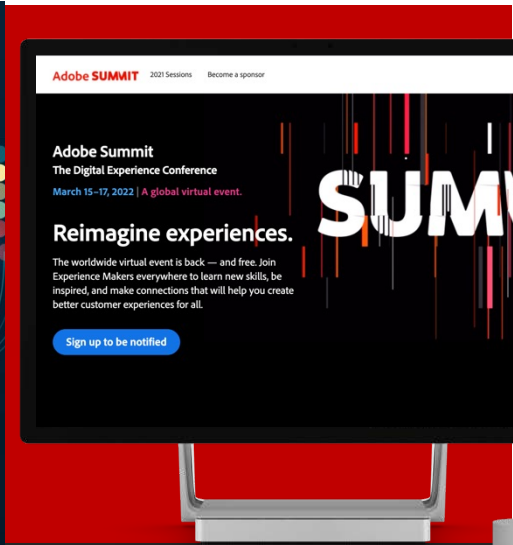 Adobe SUMMIT 2021 Sessions Become a sponsor
Adobe Summit
The Digital Experience Conference
March 15–17, 2022 | A global virtual event.
SUM
Reimagine experiences.
The worldwide virtual event is back — and free. Join
Experience Makers everywhere to learn new skills, be
inspired, and make connections that will help you create
better customer experiences for all.
Sign up to be notified